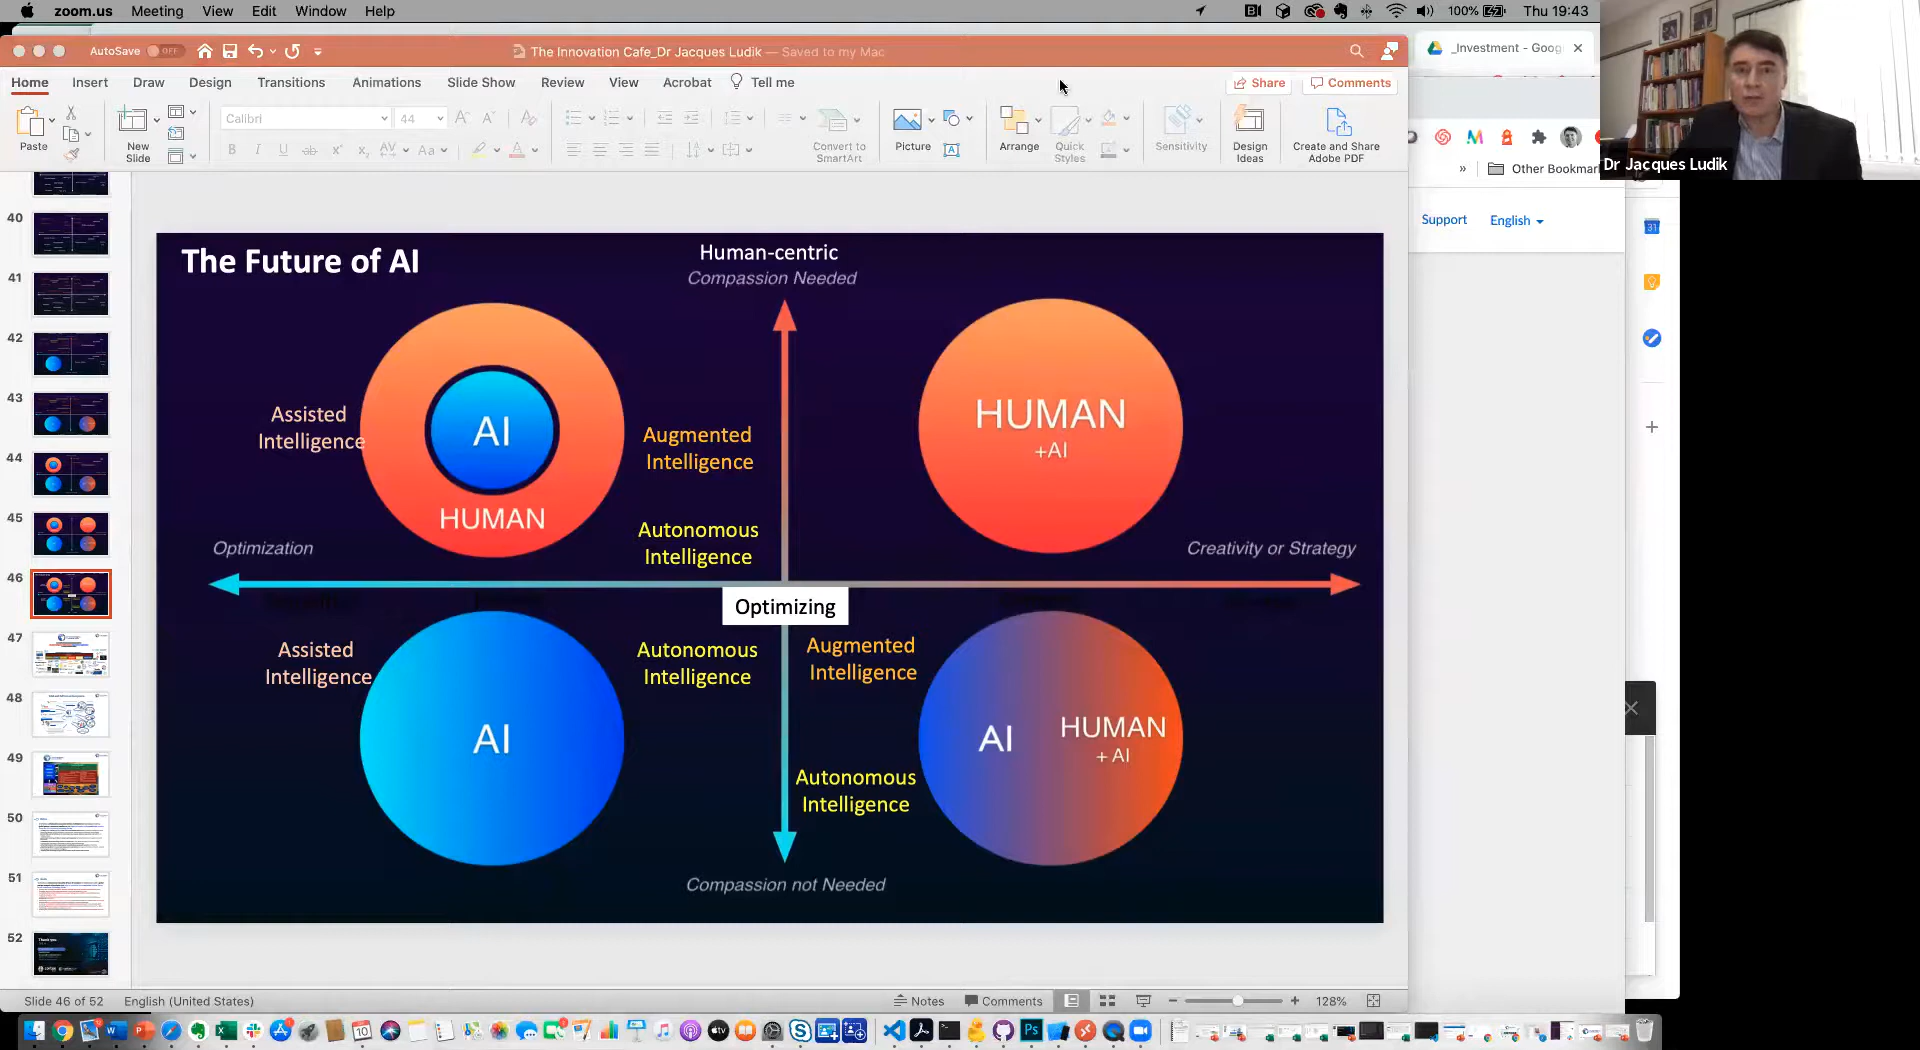 zoom.us Meeting View Edit Window Help
100% Thu 19:43
AutoSave OFF
The Innovation Cafe_Dr Jacques Ludik — Saved to my Mac
_Investment - Goog
Home Insert Draw Design Transitions Animations Slide Show Review View Acrobat Tell me
Share Comments
Calibri 44
Paste
New
Slide
Convert to
SmartArt
Picture
Arrange
Quick
Styles
Sensitivity
Design
Ideas
Create and Share
Adobe PDF
Other Bookmar
Dr Jacques Ludik
Support English
40
41
42
43
44
45
46
47
48
49
50
51
52
The Future of AI
Human-centric
Compassion Needed
Assisted
Intelligence
AI
HUMAN
Augmented
Intelligence
Autonomous
Intelligence
HUMAN
+AI
Optimization
Creativity or Strategy
Optimizing
Assisted
Intelligence
AI
Autonomous
Intelligence
Augmented
Intelligence
Autonomous
Intelligence
AI
HUMAN
+ AI
Compassion not Needed
Slide 46 of 52 English (United States)
Notes Comments 128%